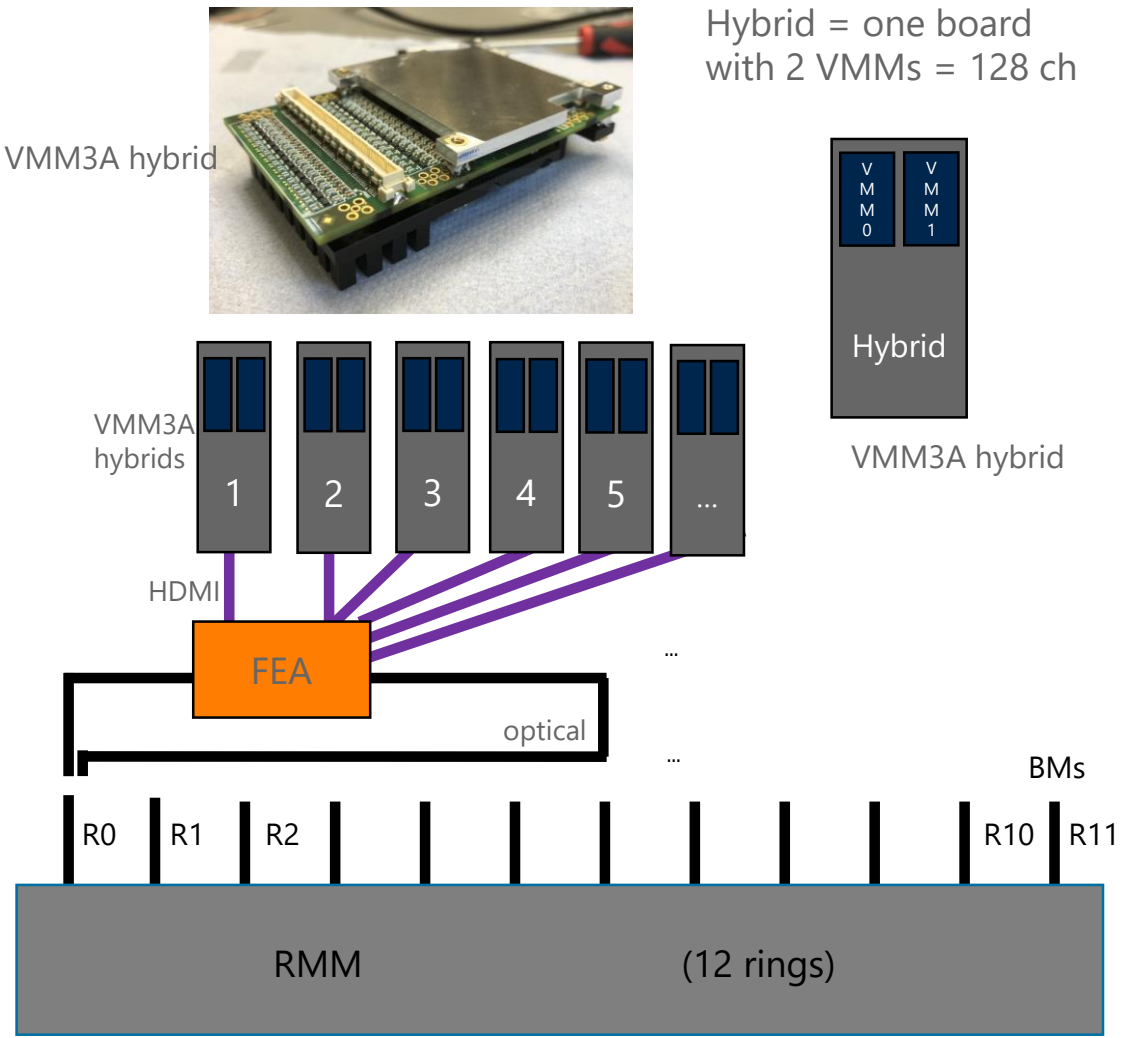 Hybrid = one board
with 2 VMMs = 128 ch
VMM3A hybrid
V
M
M
0
V
M
M
1
Hybrid
VMM3A hybrid
VMM3A
hybrids
1
2
3
4
5
...
HDMI
FEA
...
optical
...
BMs
R0
R1
R2
R10
R11
RMM
(12 rings)